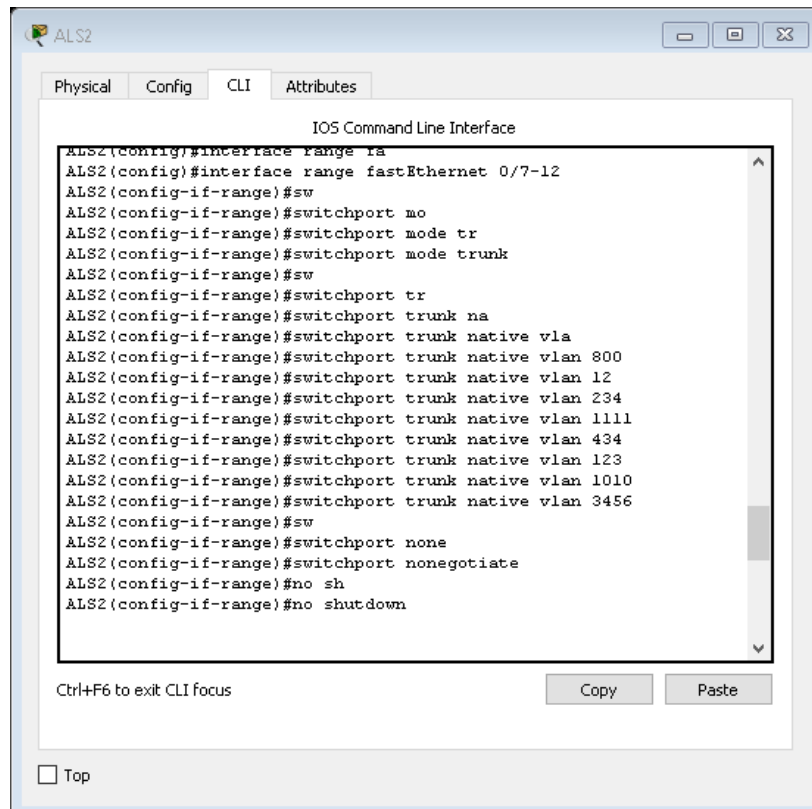 ALS2
Physical Config CLI Attributes
IOS Command Line Interface
ALS2(config)#interface range fa
ALS2(config)#interface range fastEthernet 0/7-12
ALS2(config-if-range)#sw
ALS2(config-if-range)#switchport mo
ALS2(config-if-range)#switchport mode tr
ALS2(config-if-range)#switchport mode trunk
ALS2(config-if-range)#sw
ALS2(config-if-range)#switchport tr
ALS2(config-if-range)#switchport trunk na
ALS2(config-if-range)#switchport trunk native vla
ALS2(config-if-range)#switchport trunk native vlan 800
ALS2(config-if-range)#switchport trunk native vlan 12
ALS2(config-if-range)#switchport trunk native vlan 234
ALS2(config-if-range)#switchport trunk native vlan 1111
ALS2(config-if-range)#switchport trunk native vlan 434
ALS2(config-if-range)#switchport trunk native vlan 123
ALS2(config-if-range)#switchport trunk native vlan 1010
ALS2(config-if-range)#switchport trunk native vlan 3456
ALS2(config-if-range)#sw
ALS2(config-if-range)#switchport none
ALS2(config-if-range)#switchport nonegotiate
ALS2(config-if-range)#no sh
ALS2(config-if-range)#no shutdown
Ctrl+F6 to exit CLI focus Copy Paste
Top